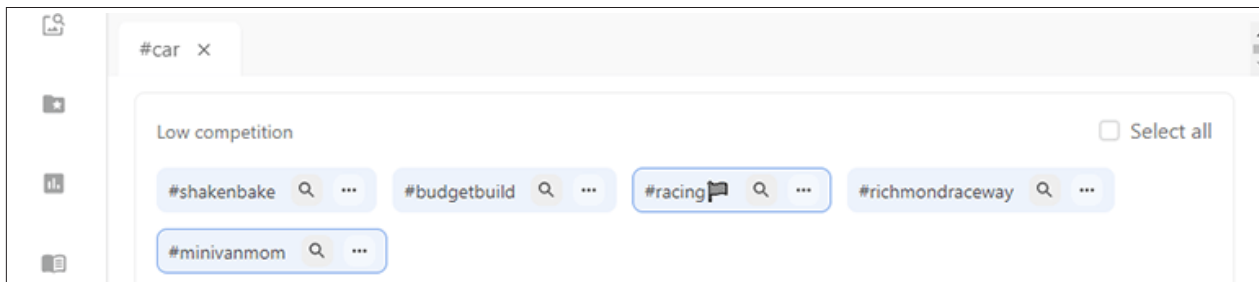 #car ×
Low competition
Select all
#shakenbake ... #budgetbuild ... #racing🏴 ... #richmondraceway ...
#minivanmom ...